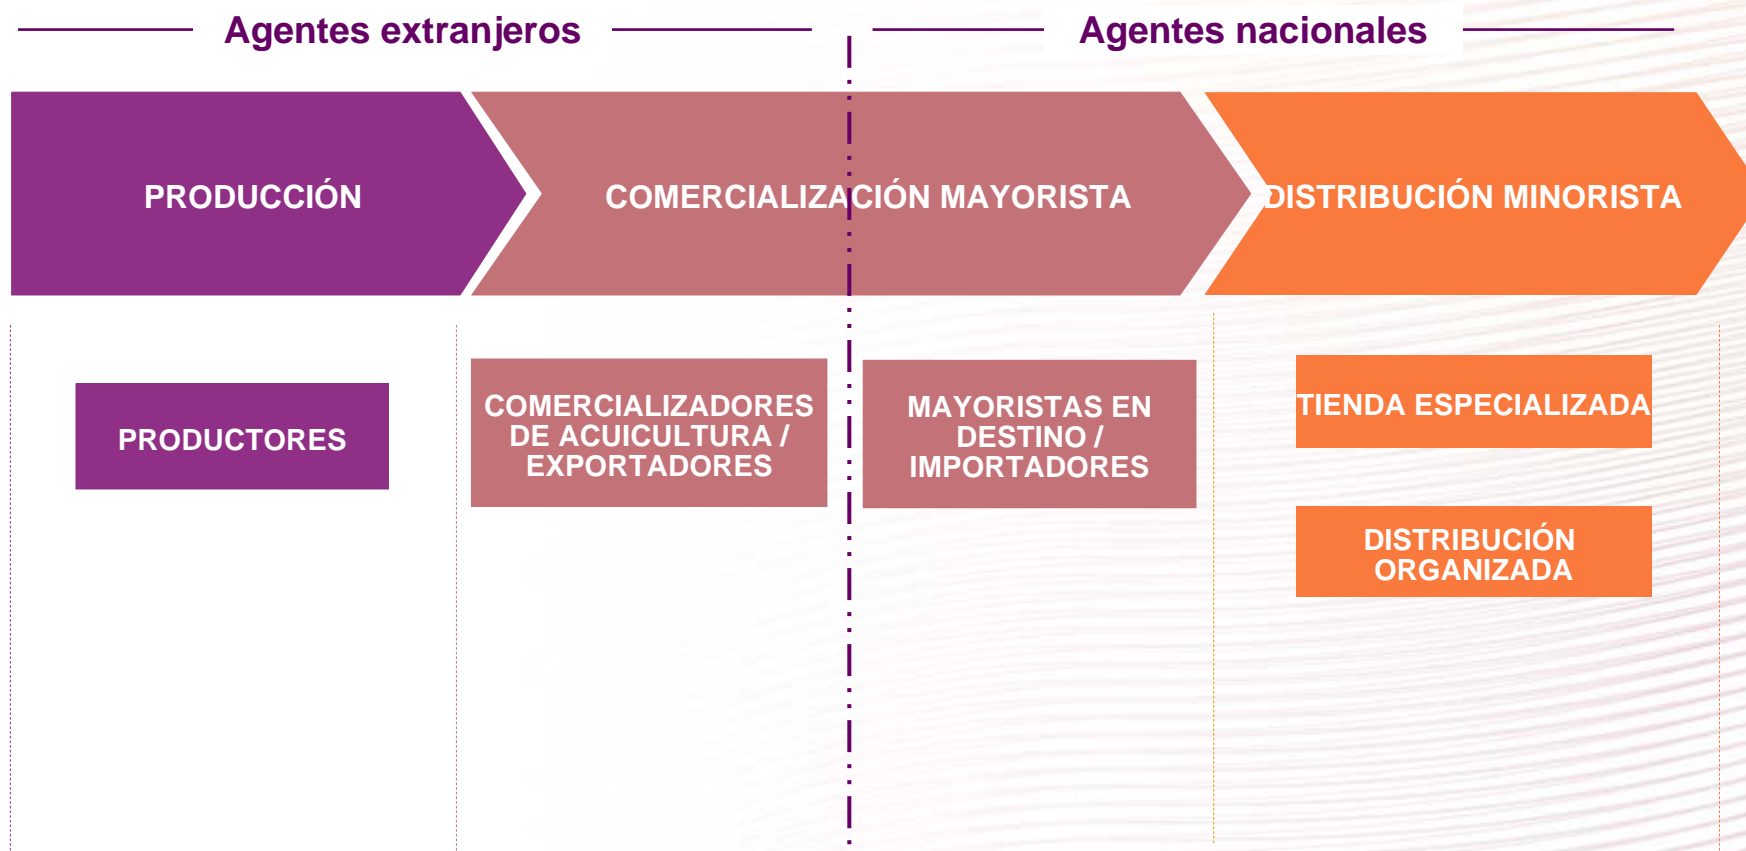 Agentes extranjeros
Agentes nacionales
PRODUCCIÓN
COMERCIALIZACIÓN MAYORISTA
DISTRIBUCIÓN MINORISTA
PRODUCTORES
COMERCIALIZADORES
DE ACUICULTURA /
EXPORTADORES
MAYORISTAS EN
DESTINO /
IMPORTADORES
TIENDA ESPECIALIZADA
DISTRIBUCIÓN
ORGANIZADA